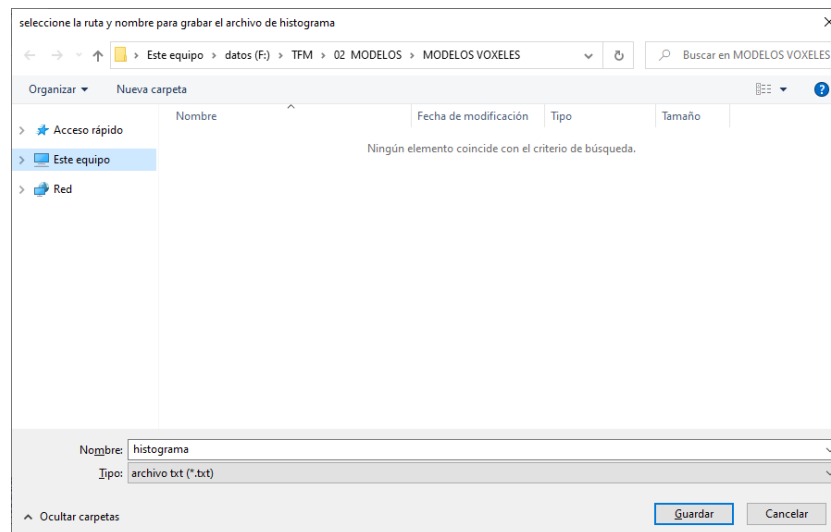 seleccione la ruta y nombre para grabar el archivo de histograma
Este equipo > datos (F:) > TFM > 02 MODELOS > MODELOS VOXELES
Buscar en MODELOS VOXELES
Organizar
Nueva carpeta
?
Nombre
Fecha de modificación
Tipo
Tamaño
Acceso rápido
Ningún elemento coincide con el criterio de búsqueda.
Este equipo
Red
Nombre: histograma
Tipo: archivo txt (*.txt)
Ocultar carpetas
Guardar
Cancelar